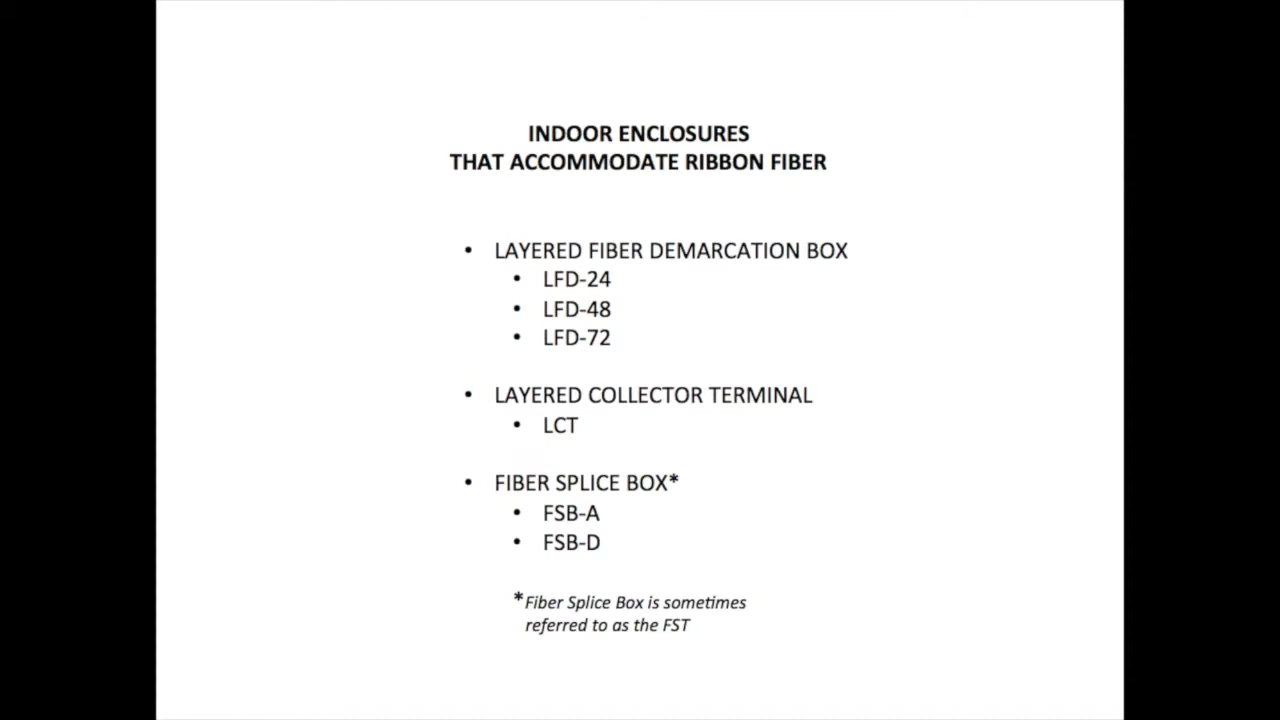 INDOOR ENCLOSURES
THAT ACCOMMODATE RIBBON FIBER
• LAYERED FIBER DEMARCATION BOX
• LFD-24
• LFD-48
• LFD-72
• LAYERED COLLECTOR TERMINAL
• LCT
• FIBER SPLICE BOX*
• FSB-A
• FSB-D
*Fiber Splice Box is sometimes
referred to as the FST